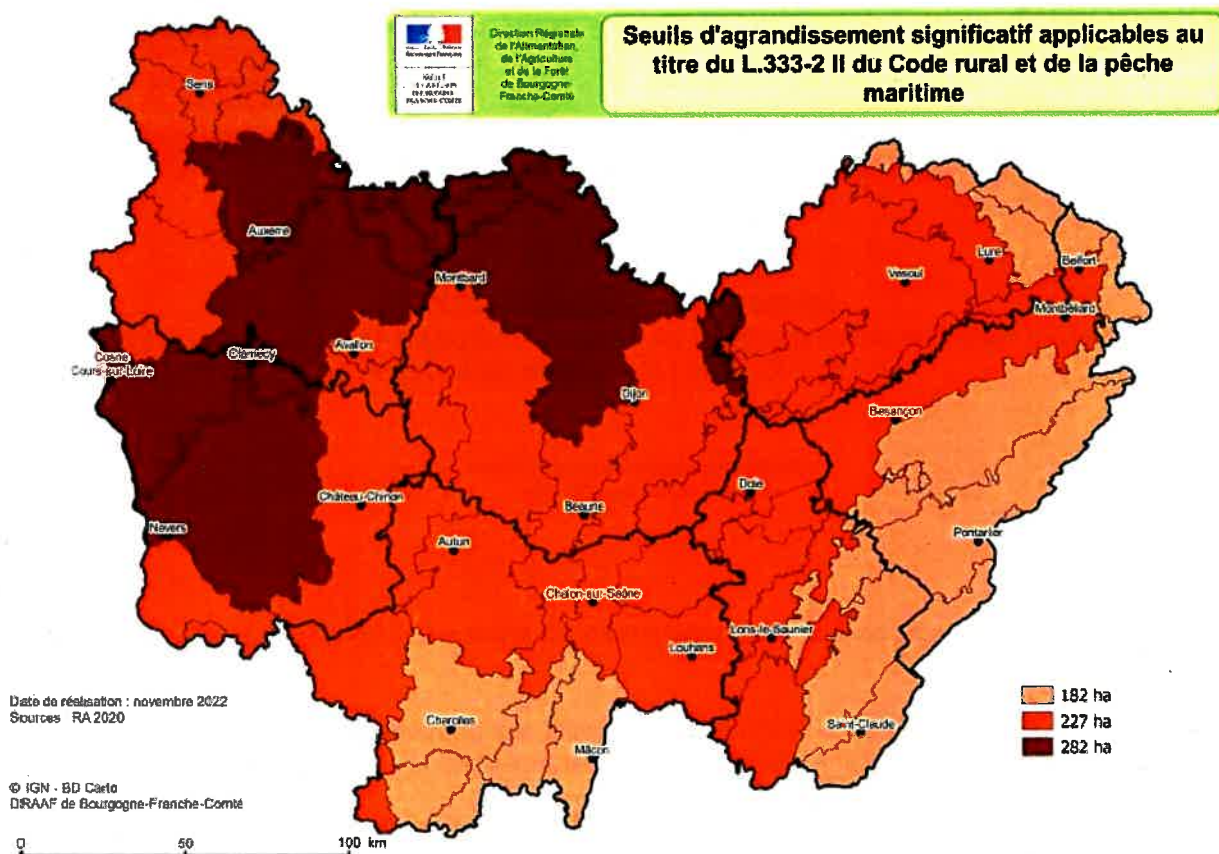 Direction Régionale
de l'Alimentation,
de l'Agriculture
et de la Forêt
de Bourgogne-
Franche-Comté
Seuils d'agrandissement significatif applicables au
titre du L.333-2 II du Code rural et de la pêche
maritime
Sens
Auxerre
Montbard
Vesoul
Lure
Belfort
Montbéliard
Cosne
Cours-sur-Loire
Clamecy
Avallon
Dijon
Besançon
Nevers
Château-Chinon
Beaune
Dole
Autun
Pontarlier
Chalon-sur-Saône
Lons-le-Saunier
Louhans
Date de réalisation : novembre 2022
Sources RA 2020
Charolles
Mâcon
Saint-Claude
182 ha
227 ha
282 ha
© IGN - BD Carto
DRAAF de Bourgogne-Franche-Comté
0 50 100 km